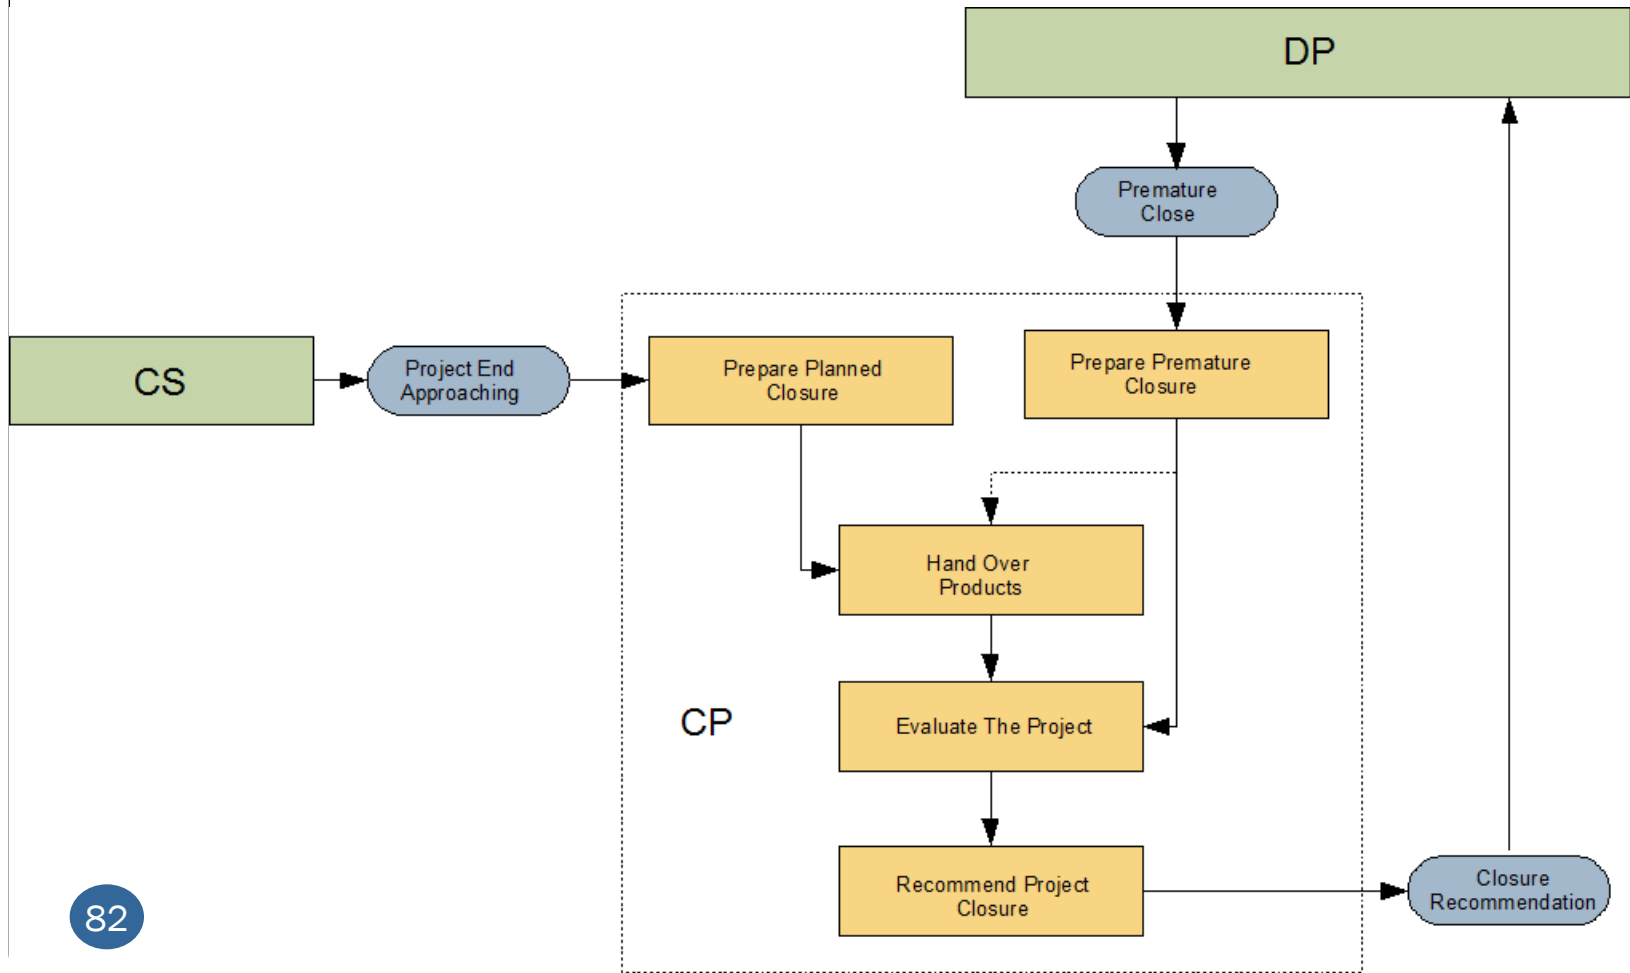 DP
Premature
Close
CS
Project End
Approaching
Prepare Planned
Closure
Prepare Premature
Closure
Hand Over
Products
CP
Evaluate The Project
Recommend Project
Closure
Closure
Recommendation
82